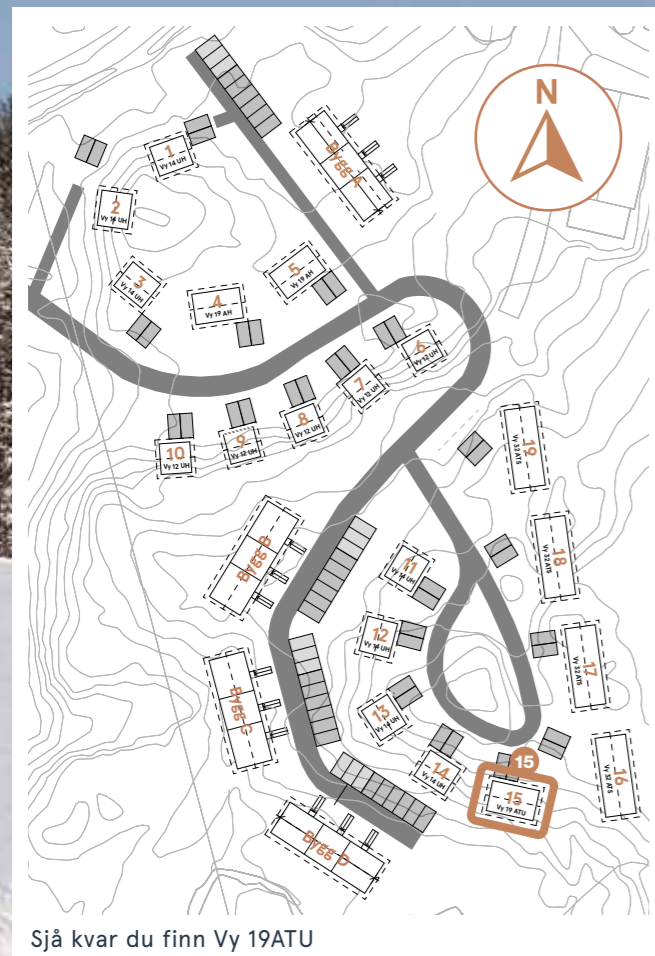 N
1
Vy 14 UH
Bygg A
2
Vy 14 UH
3
Vy 14 UH
4
Vy 19 AH
5
Vy 19 AH
6
Vy 12 UH
7
Vy 12 UH
8
Vy 12 UH
9
Vy 12 UH
10
Vy 12 UH
19
Vy 32 ATS
Bygg B
11
Vy 14 UH
18
Vy 32 ATS
12
Vy 14 UH
17
Vy 32 ATS
Bygg C
13
Vy 14 UH
14
Vy 14 UH
15
15
Vy 19 ATU
16
Vy 32 ATS
Bygg D
Sjå kvar du finn Vy 19ATU